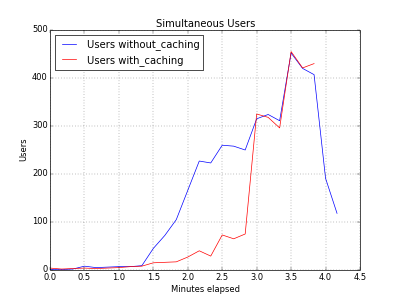 Simultaneous Users
500
Users without_caching
Users with_caching
400
300
Users
200
100
0
0.0 0.5 1.0 1.5 2.0 2.5 3.0 3.5 4.0 4.5
Minutes elapsed